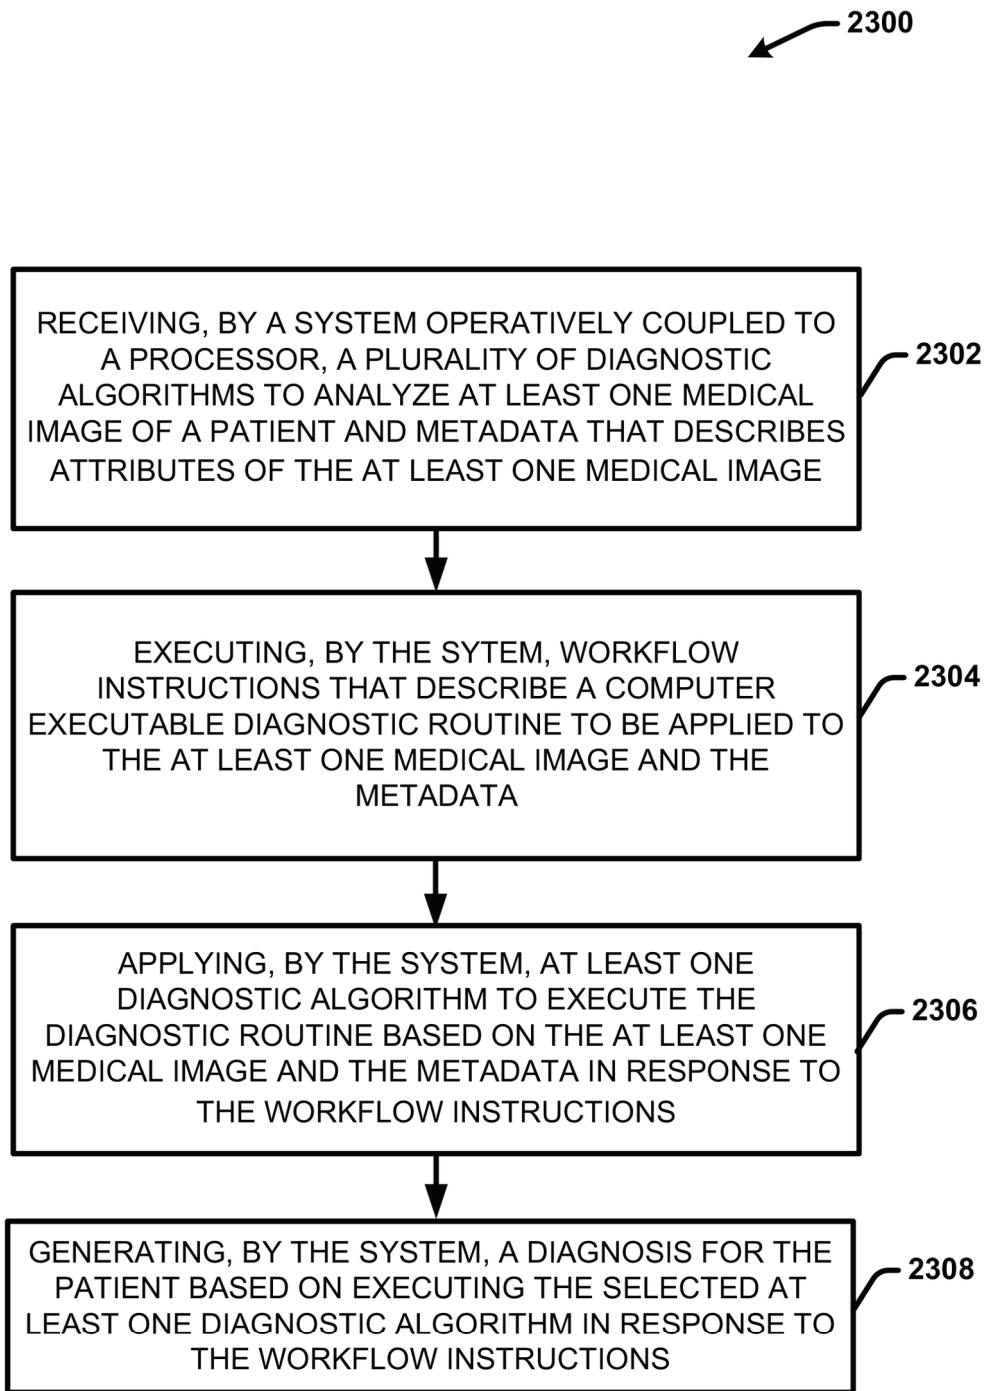 2300
RECEIVING, BY A SYSTEM OPERATIVELY COUPLED TO
A PROCESSOR, A PLURALITY OF DIAGNOSTIC
ALGORITHMS TO ANALYZE AT LEAST ONE MEDICAL
IMAGE OF A PATIENT AND METADATA THAT DESCRIBES
ATTRIBUTES OF THE AT LEAST ONE MEDICAL IMAGE
2302
EXECUTING, BY THE SYTEM, WORKFLOW
INSTRUCTIONS THAT DESCRIBE A COMPUTER
EXECUTABLE DIAGNOSTIC ROUTINE TO BE APPLIED TO
THE AT LEAST ONE MEDICAL IMAGE AND THE
METADATA
2304
APPLYING, BY THE SYSTEM, AT LEAST ONE
DIAGNOSTIC ALGORITHM TO EXECUTE THE
DIAGNOSTIC ROUTINE BASED ON THE AT LEAST ONE
MEDICAL IMAGE AND THE METADATA IN RESPONSE TO
THE WORKFLOW INSTRUCTIONS
2306
GENERATING, BY THE SYSTEM, A DIAGNOSIS FOR THE
PATIENT BASED ON EXECUTING THE SELECTED AT
LEAST ONE DIAGNOSTIC ALGORITHM IN RESPONSE TO
THE WORKFLOW INSTRUCTIONS
2308